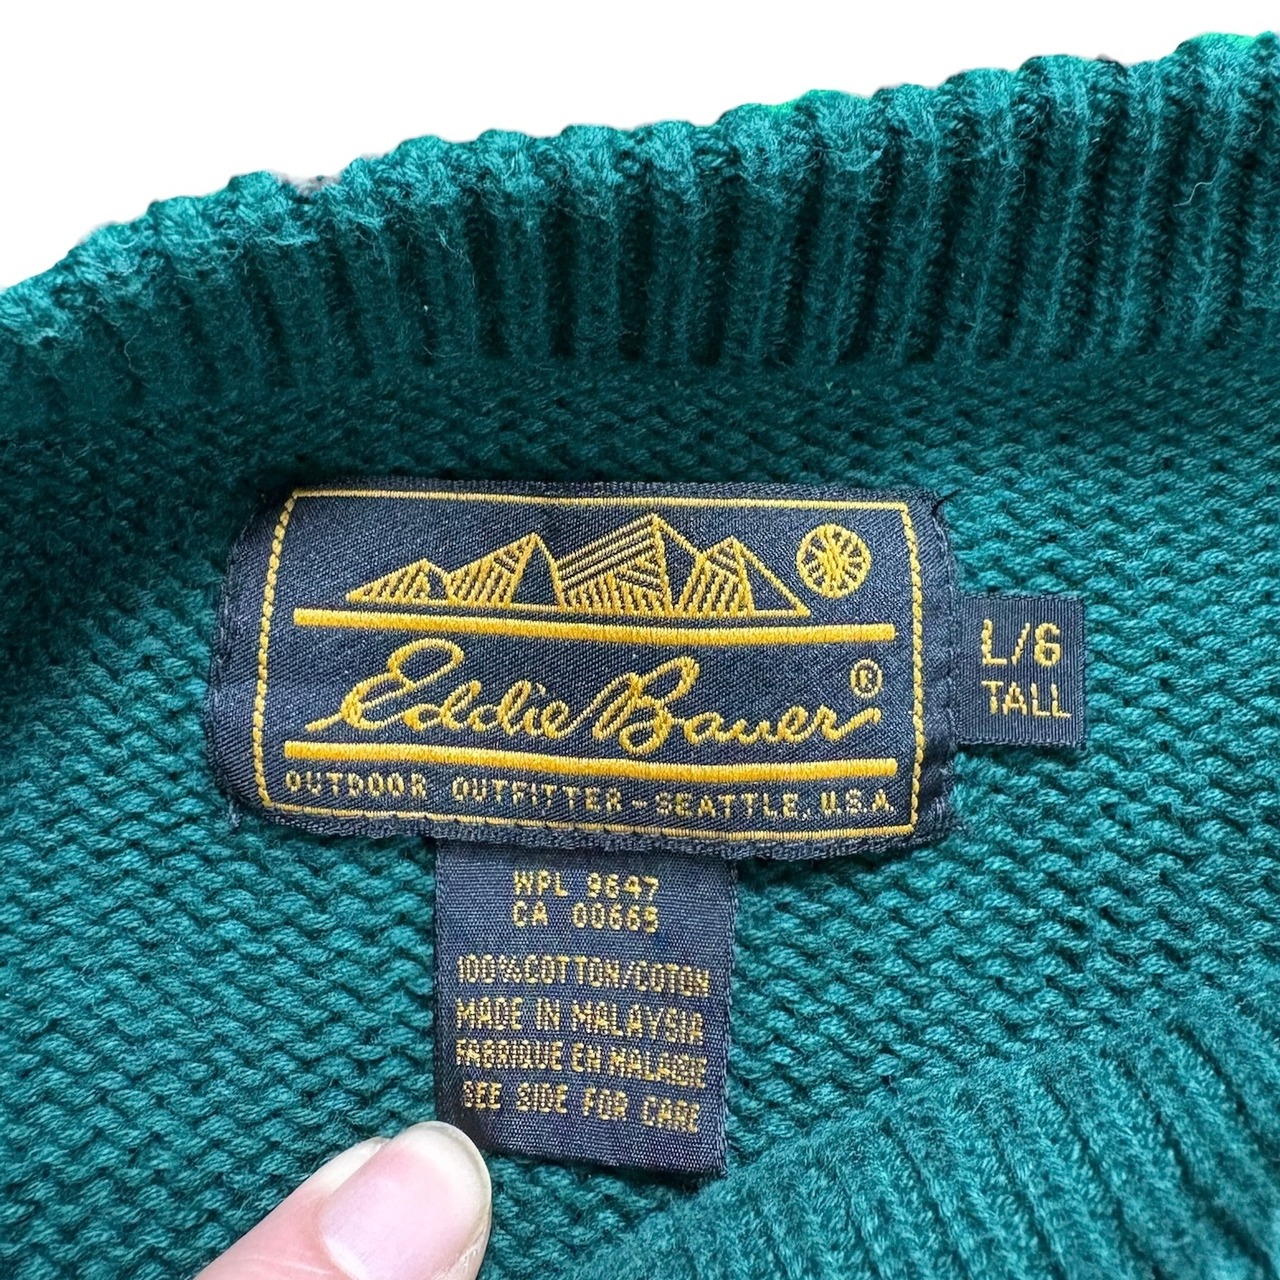 Eddie Bauer®
OUTDOOR OUTFITTER - SEATTLE, U.S.A.
L/G
TALL
WPL 9647
CA 00669
100% COTTON/COTON
MADE IN MALAYSIA
FABRIQUE EN MALAISIE
SEE SIDE FOR CARE